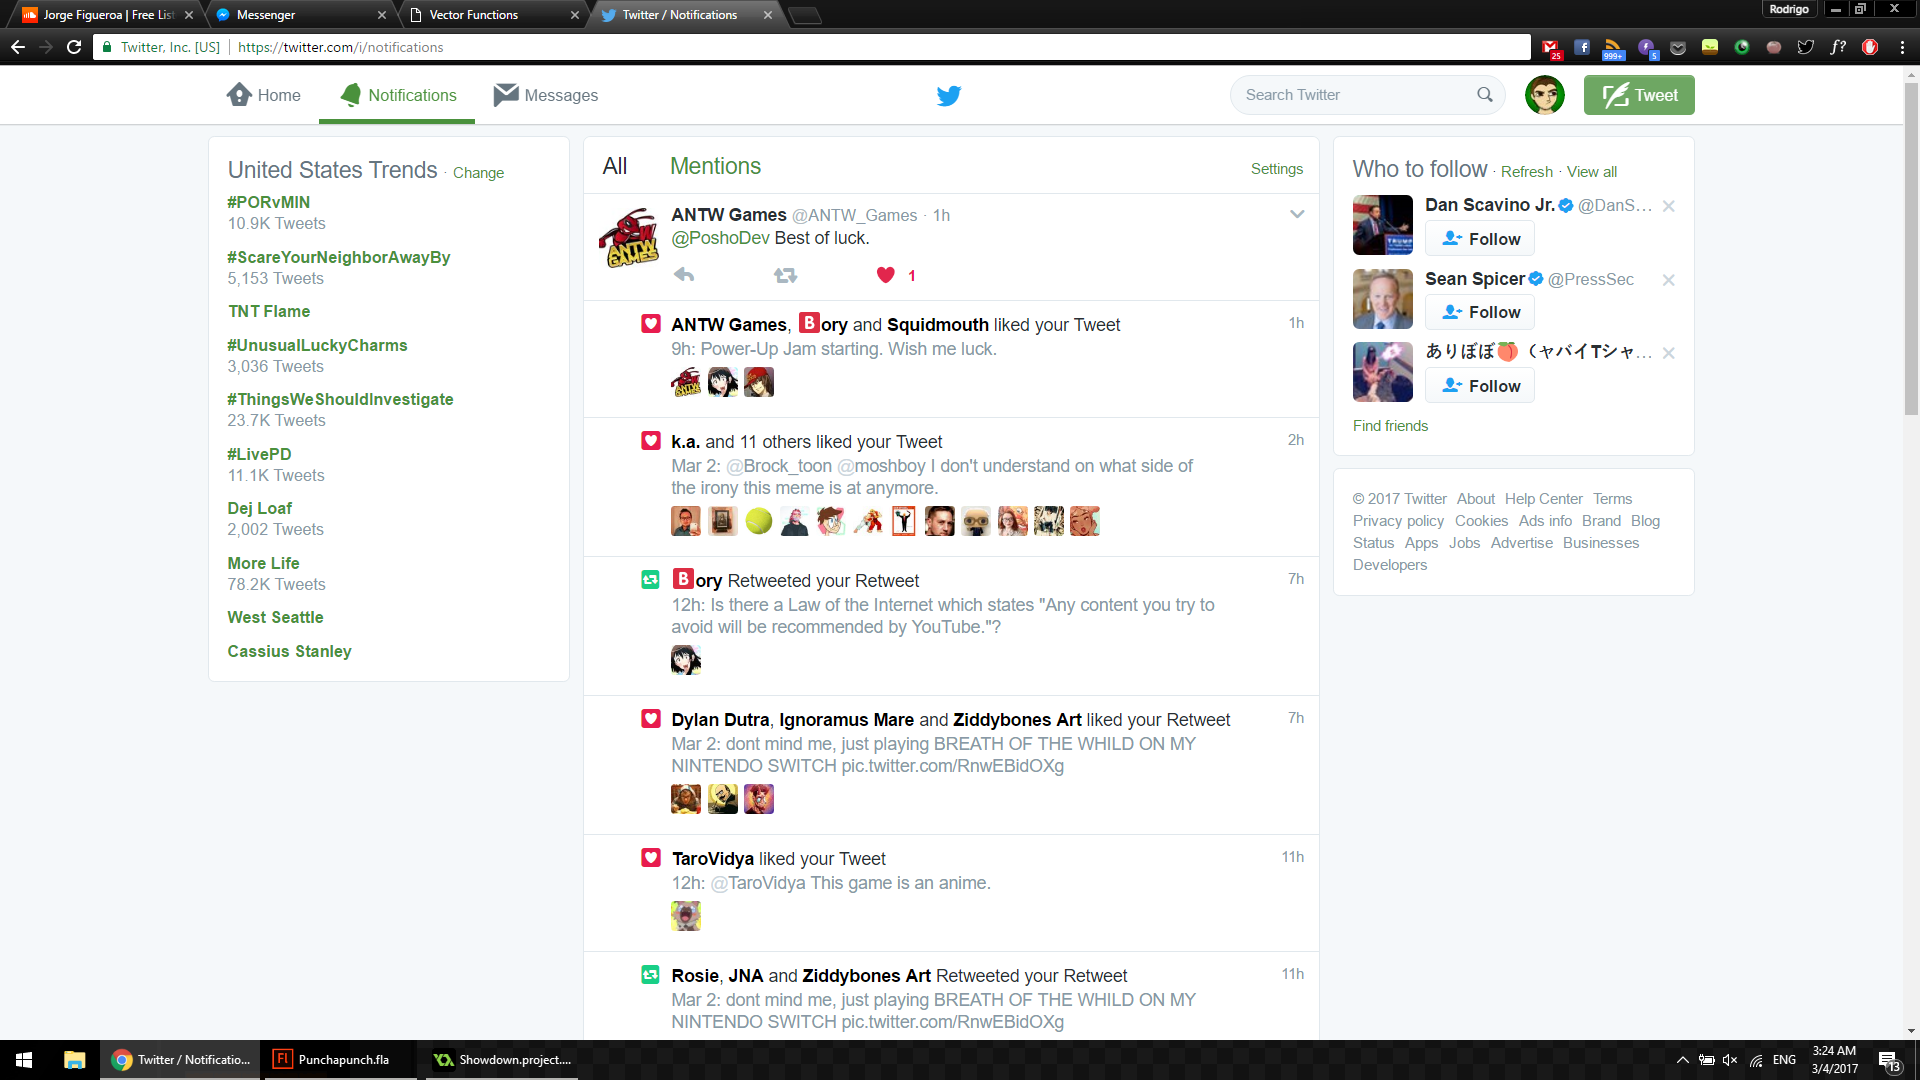 Jorge Figueroa | Free List
Messenger
Vector Functions
Twitter / Notifications
Rodrigo
Twitter, Inc. [US]
https://twitter.com/i/notifications
25
999+
5
f?
Home
Notifications
Messages
Search Twitter
Tweet
United States Trends · Change
#PORvMIN
10.9K Tweets
#ScareYourNeighborAwayBy
5,153 Tweets
TNT Flame
#UnusualLuckyCharms
3,036 Tweets
#ThingsWeShouldInvestigate
23.7K Tweets
#LivePD
11.1K Tweets
Dej Loaf
2,002 Tweets
More Life
78.2K Tweets
West Seattle
Cassius Stanley
All
Mentions
Settings
ANTW GAMES
ANTW Games @ANTW_Games · 1h
@PoshoDev Best of luck.
1
ANTW Games, Bory and Squidmouth liked your Tweet
1h
9h: Power-Up Jam starting. Wish me luck.
k.a. and 11 others liked your Tweet
2h
Mar 2: @Brock_toon @moshboy I don't understand on what side of
the irony this meme is at anymore.
Bory Retweeted your Retweet
7h
12h: Is there a Law of the Internet which states "Any content you try to
avoid will be recommended by YouTube."?
Dylan Dutra, Ignoramus Mare and Ziddybones Art liked your Retweet
7h
Mar 2: dont mind me, just playing BREATH OF THE WHILD ON MY
NINTENDO SWITCH pic.twitter.com/RnwEBidOXg
TaroVidya liked your Tweet
11h
12h: @TaroVidya This game is an anime.
Rosie, JNA and Ziddybones Art Retweeted your Retweet
11h
Mar 2: dont mind me, just playing BREATH OF THE WHILD ON MY
NINTENDO SWITCH pic.twitter.com/RnwEBidOXg
Who to follow · Refresh · View all
Dan Scavino Jr. @DanS...
TRUMP
Follow
Sean Spicer @PressSec
Follow
ありぼぼ🍑（ヤバイTシャ...
Follow
Find friends
© 2017 Twitter About Help Center Terms
Privacy policy Cookies Ads info Brand Blog
Status Apps Jobs Advertise Businesses
Developers
Twitter / Notificatio...
Fl
Punchapunch.fla
Showdown.project....
ENG
3:24 AM
3/4/2017
13